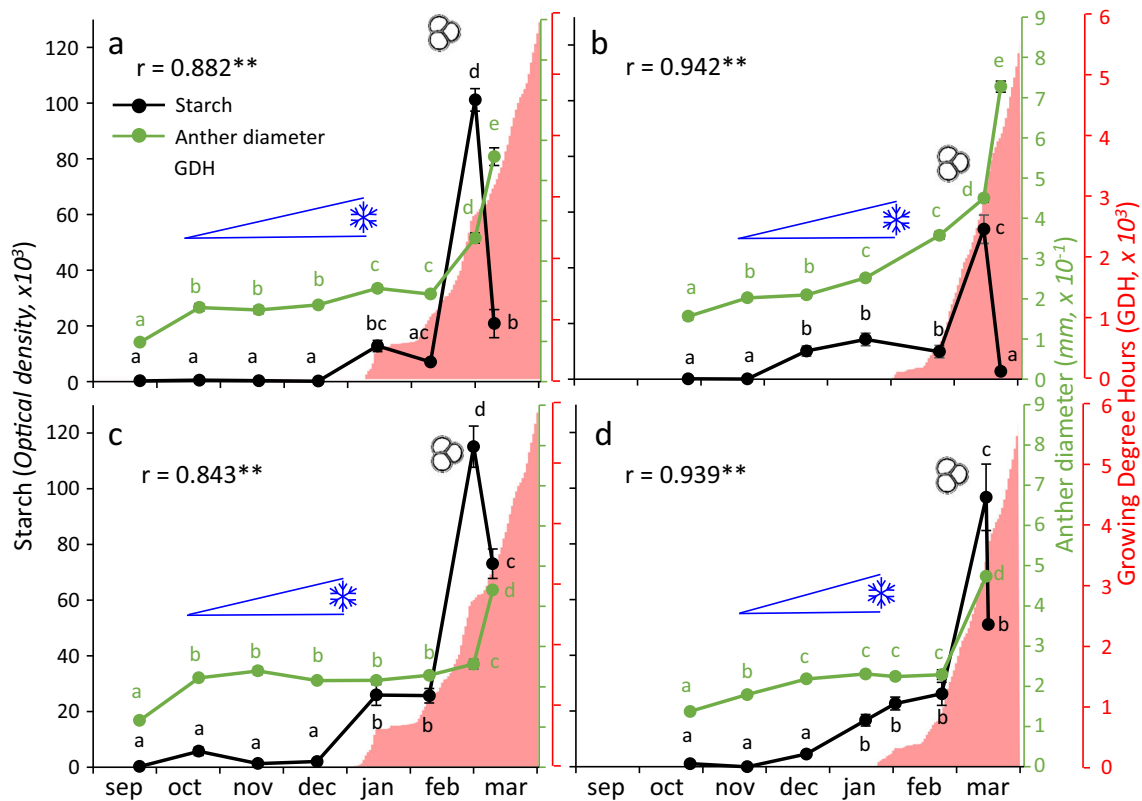 a
r = 0.882**
Starch
Anther diameter
GDH
120
100
80
60
40
20
0
a
b
b
b
c
c
d
e
a
a
a
a
bc
ac
d
b
b
r = 0.942**
a
b
b
c
c
d
e
a
a
b
b
b
c
a
9
8
7
6
5
4
3
2
1
0
6
5
4
3
2
1
0
c
r = 0.843**
120
100
80
60
40
20
0
a
b
b
b
b
b
c
d
a
a
a
a
b
b
d
c
d
r = 0.939**
a
b
c
c
c
c
d
a
a
a
b
b
b
c
b
9
8
7
6
5
4
3
2
1
0
6
5
4
3
2
1
0
sep oct nov dec jan feb mar
sep oct nov dec jan feb mar
Starch (Optical density, x10³)
Anther diameter (mm, x 10⁻¹)
Growing Degree Hours (GDH, x 10³)